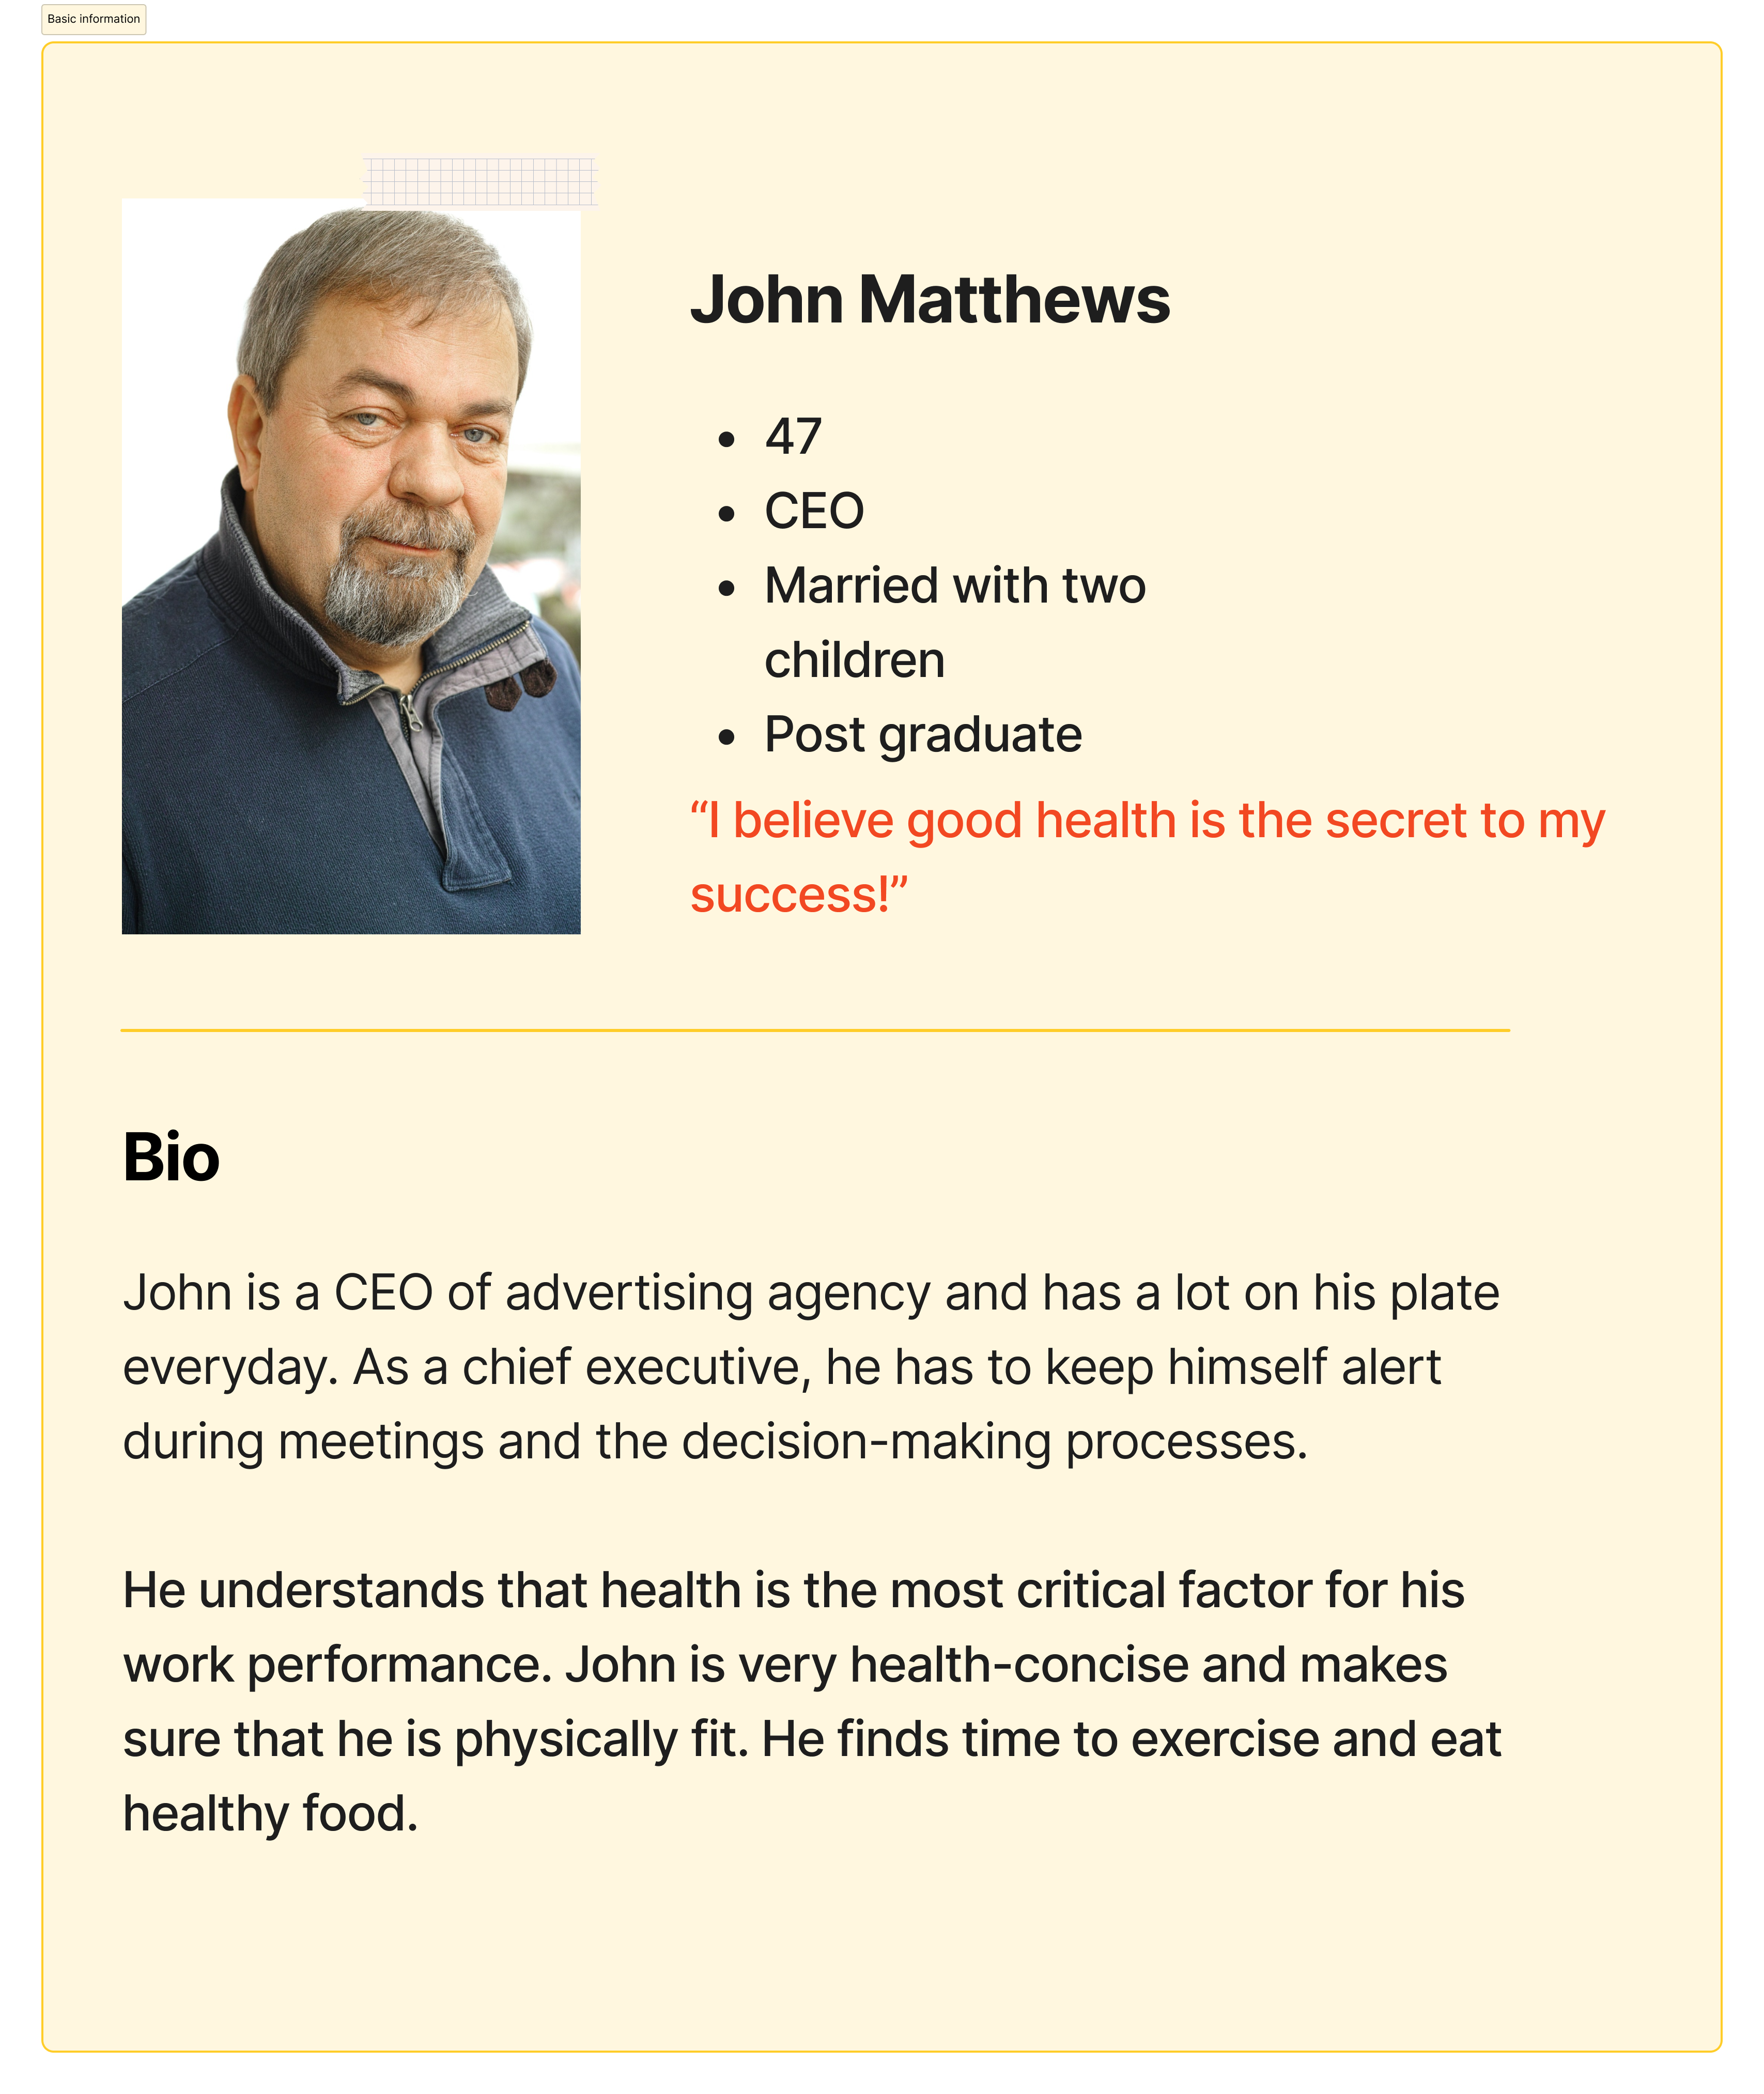 Basic information
John Matthews
• 47
• CEO
• Married with two
children
• Post graduate
“I believe good health is the secret to my
success!”
Bio
John is a CEO of advertising agency and has a lot on his plate
everyday. As a chief executive, he has to keep himself alert
during meetings and the decision-making processes.
He understands that health is the most critical factor for his
work performance. John is very health-concise and makes
sure that he is physically fit. He finds time to exercise and eat
healthy food.